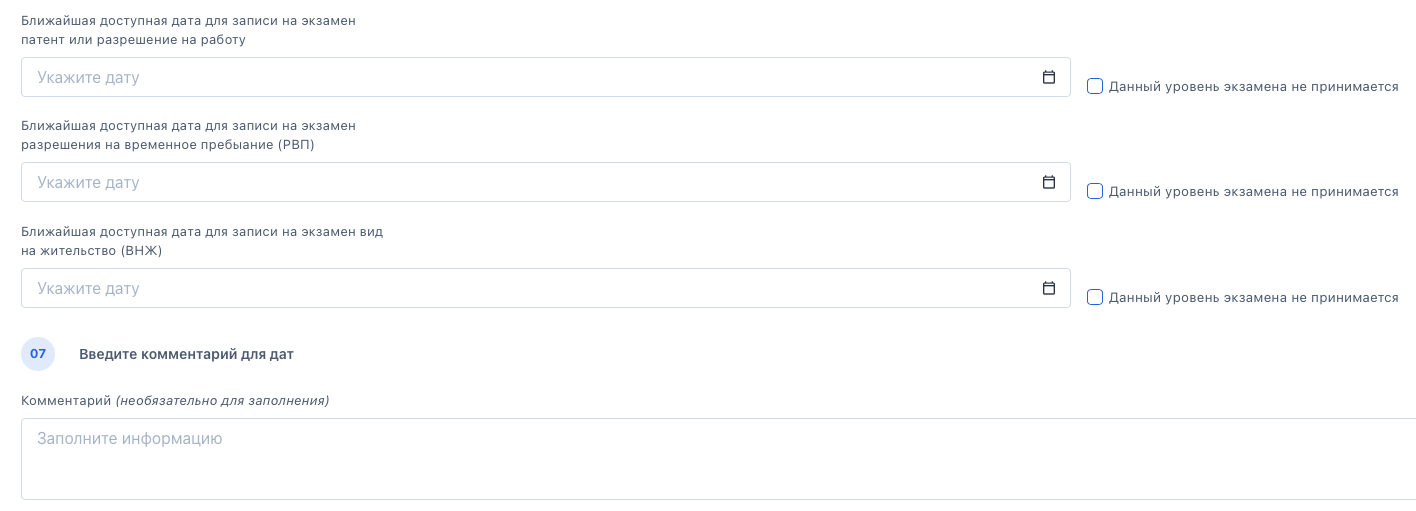 Ближайшая доступная дата для записи на экзамен
патент или разрешение на работу
Укажите дату
Данный уровень экзамена не принимается
Ближайшая доступная дата для записи на экзамен
разрешения на временное пребыание (РВП)
Укажите дату
Данный уровень экзамена не принимается
Ближайшая доступная дата для записи на экзамен вид
на жительство (ВНЖ)
Укажите дату
Данный уровень экзамена не принимается
07 Введите комментарий для дат
Комментарий (необязательно для заполнения)
Заполните информацию